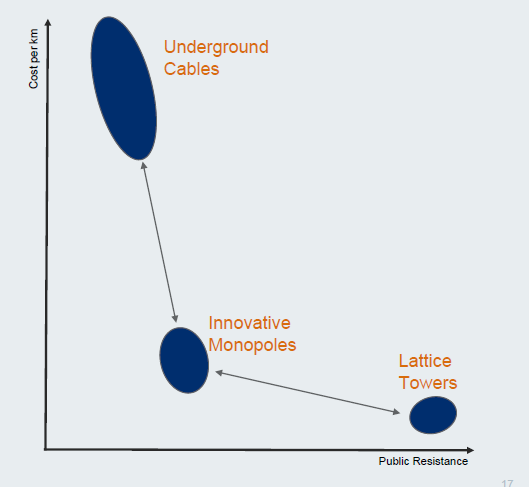 Cost per km
Underground
Cables
Innovative
Monopoles
Lattice
Towers
Public Resistance
17